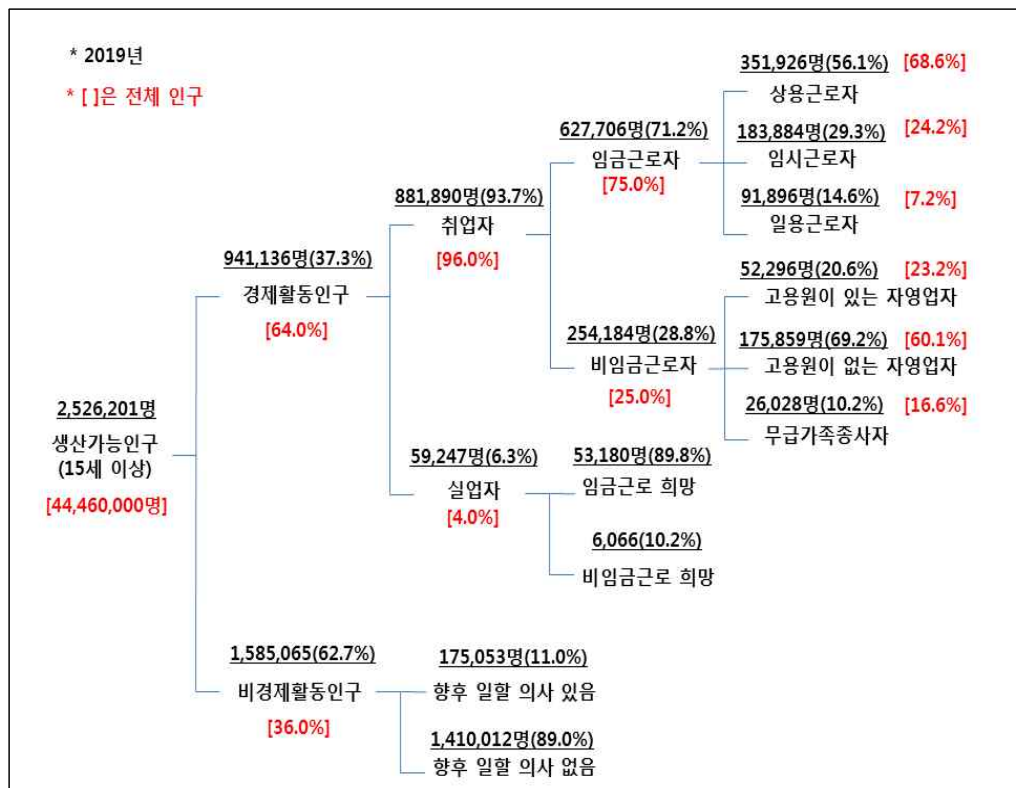 * 2019년
* [ ]은 전체 인구
2,526,201명
생산가능인구
(15세 이상)
[44,460,000명]
941,136명(37.3%)
경제활동인구
[64.0%]
881,890명(93.7%)
취업자
[96.0%]
627,706명(71.2%)
임금근로자
[75.0%]
351,926명(56.1%) [68.6%]
상용근로자
183,884명(29.3%) [24.2%]
임시근로자
91,896명(14.6%) [7.2%]
일용근로자
254,184명(28.8%)
비임금근로자
[25.0%]
52,296명(20.6%) [23.2%]
고용원이 있는 자영업자
175,859명(69.2%) [60.1%]
고용원이 없는 자영업자
26,028명(10.2%) [16.6%]
무급가족종사자
59,247명(6.3%)
실업자
[4.0%]
53,180명(89.8%)
임금근로 희망
6,066(10.2%)
비임금근로 희망
1,585,065(62.7%)
비경제활동인구
[36.0%]
175,053명(11.0%)
향후 일할 의사 있음
1,410,012명(89.0%)
향후 일할 의사 없음